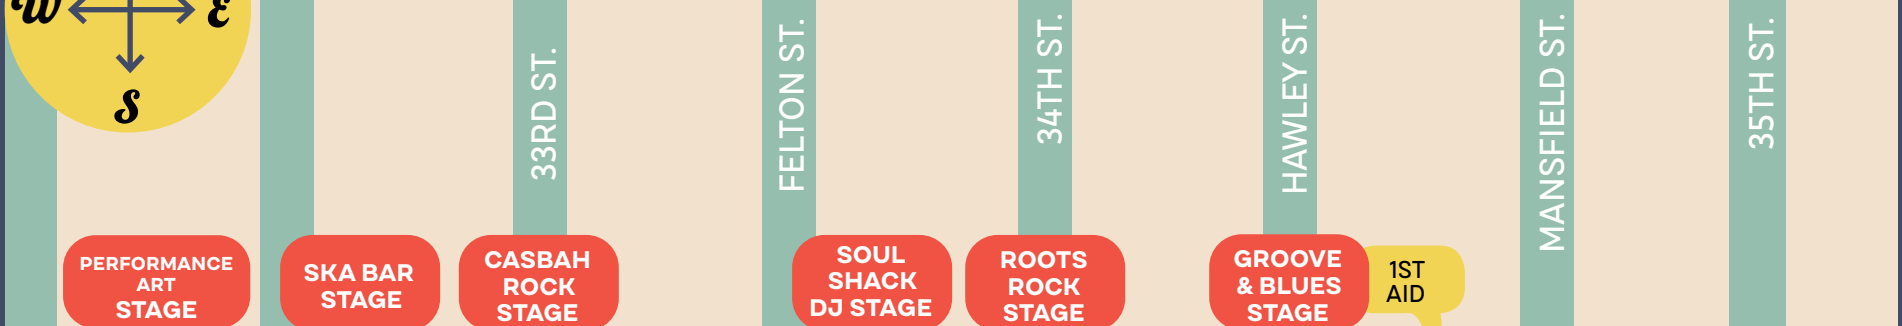 W E
S
33RD ST.
FELTON ST.
34TH ST.
HAWLEY ST.
MANSFIELD ST.
35TH ST.
PERFORMANCE
ART
STAGE
SKA BAR
STAGE
CASBAH
ROCK
STAGE
SOUL
SHACK
DJ STAGE
ROOTS
ROCK
STAGE
GROOVE
& BLUES
STAGE
1ST
AID